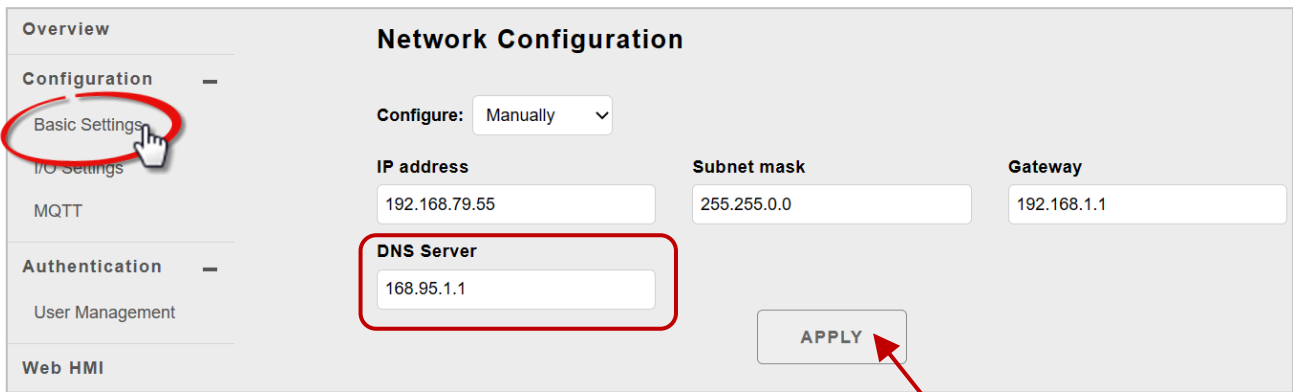 Overview
Configuration
Basic Settings
I/O Settings
MQTT
Authentication
User Management
Web HMI
Network Configuration
Configure: Manually
IP address Subnet mask Gateway
192.168.79.55 255.255.0.0 192.168.1.1
DNS Server
168.95.1.1
APPLY